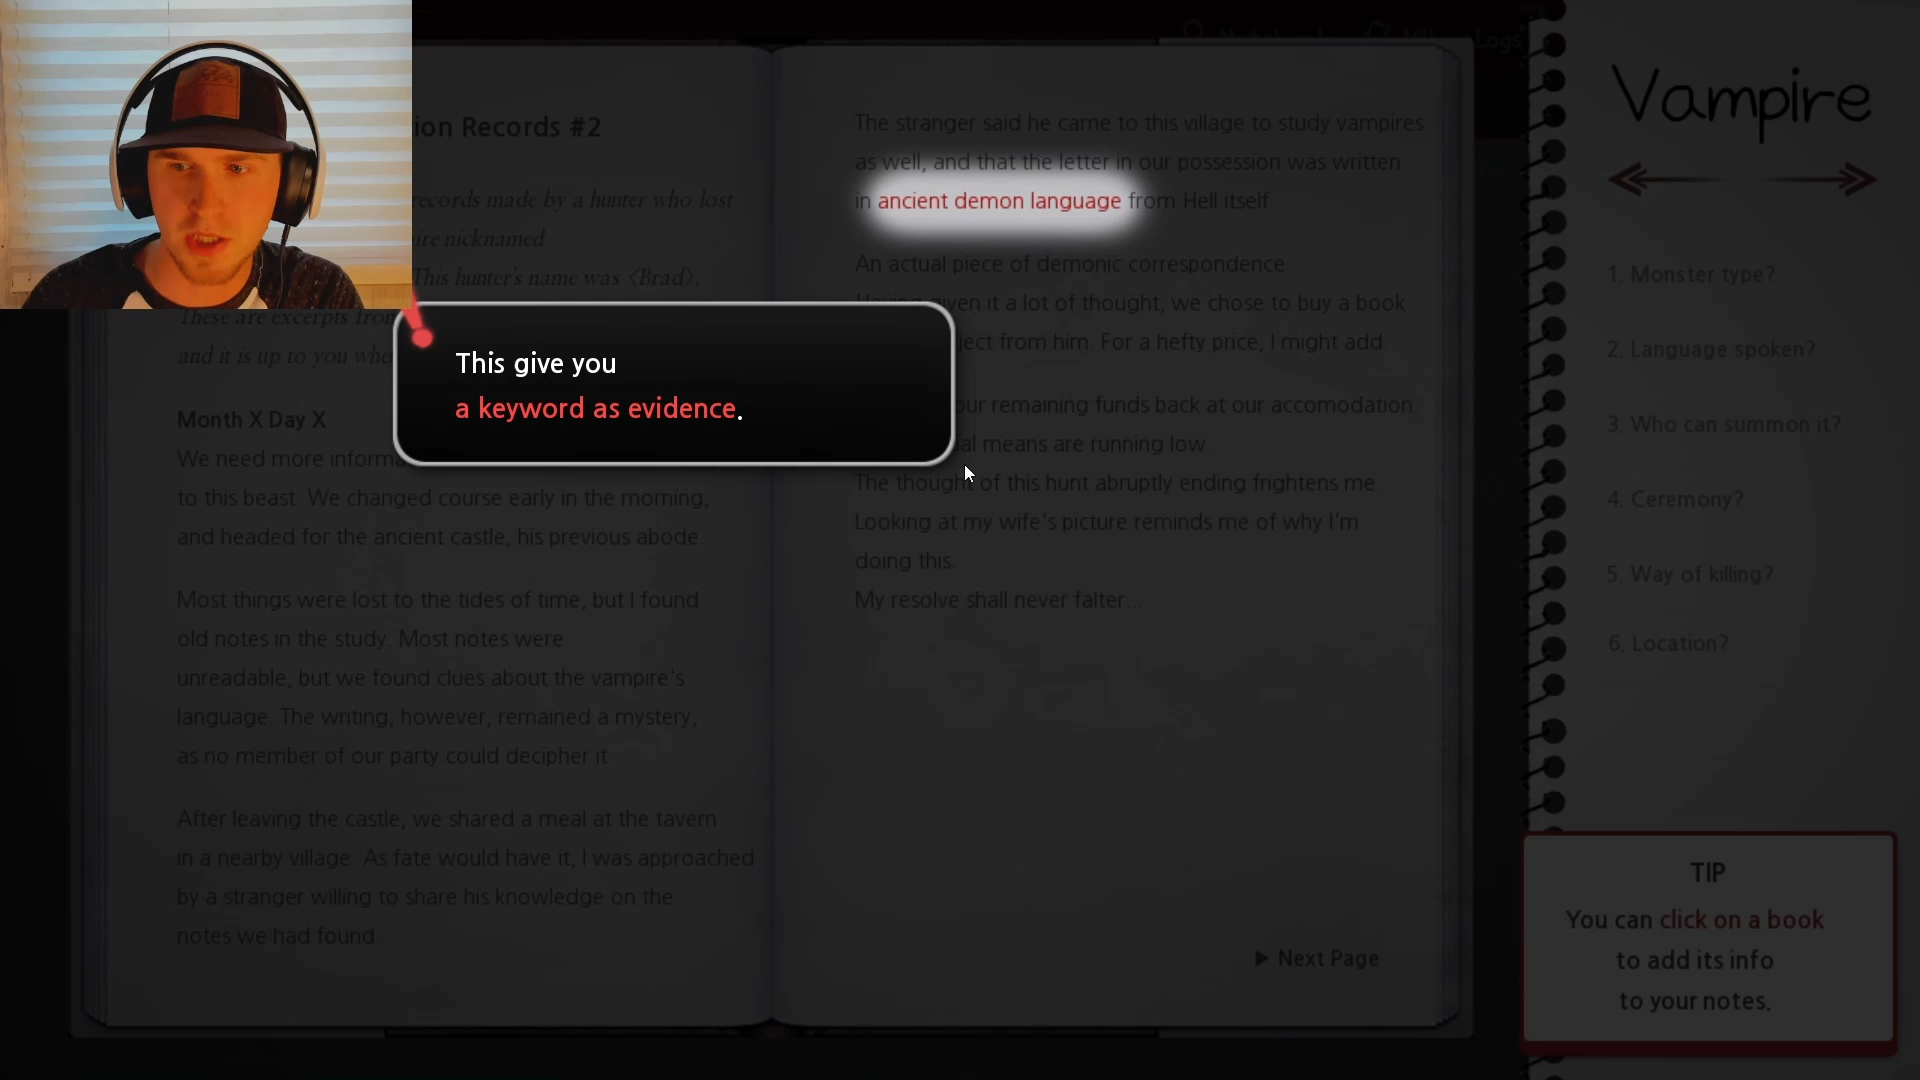 ion Records #2
records made by a hunter who lost
ire nicknamed
This hunter's name was <Brad>.
These are excerpts from
and it is up to you whe
Month X Day X
We need more informa
to this beast. We changed course early in the morning,
and headed for the ancient castle, his previous abode
Most things were lost to the tides of time, but I found
old notes in the study. Most notes were
unreadable, but we found clues about the vampire's
language. The writing, however, remained a mystery,
as no member of our party could decipher it.
After leaving the castle, we shared a meal at the tavern
in a nearby village. As fate would have it, I was approached
by a stranger willing to share his knowledge on the
notes we had found.
This give you
a keyword as evidence.
The stranger said he came to this village to study vampires
as well, and that the letter in our possession was written
in ancient demon language from Hell itself
An actual piece of demonic correspondence.
Having given it a lot of thought, we chose to buy a book
ject from him. For a hefty price, I might add.
our remaining funds back at our accomodation.
ial means are running low.
The thought of this hunt abruptly ending frightens me.
Looking at my wife's picture reminds me of why I'm
doing this.
My resolve shall never falter...
▶ Next Page
Logs
Vampire
1. Monster type?
2. Language spoken?
3. Who can summon it?
4. Ceremony?
5. Way of killing?
6. Location?
TIP
You can click on a book
to add its info
to your notes.